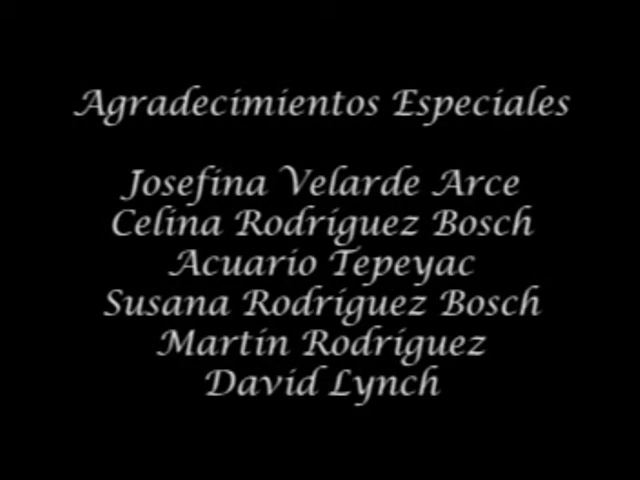 Agradecimientos Especiales
Josefina Velarde Arce
Celina Rodríguez Bosch
Acuario Tepeyac
Susana Rodríguez Bosch
Martín Rodríguez
David Lynch